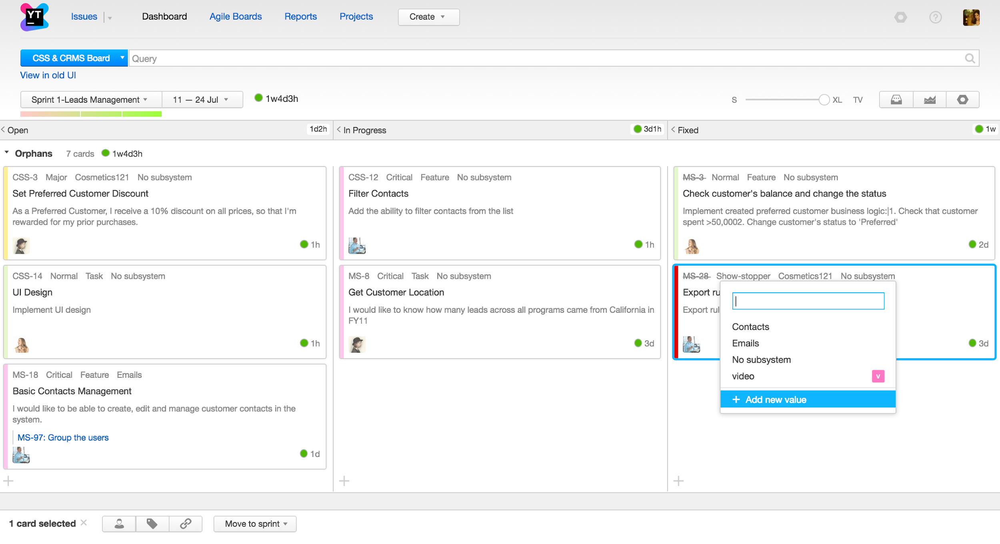 YT
Issues Dashboard Agile Boards Reports Projects Create
?
CSS & CRMS Board Query
View in old UI
Sprint 1-Leads Management 11 — 24 Jul 1w4d3h S XL TV
Open 1d2h In Progress 3d1h Fixed 1w
Orphans 7 cards 1w4d3h
CSS-3 Major Cosmetics121 No subsystem
Set Preferred Customer Discount
As a Preferred Customer, I receive a 10% discount on all prices, so that I'm
rewarded for my prior purchases.
1h
CSS-14 Normal Task No subsystem
UI Design
Implement UI design
1h
MS-18 Critical Feature Emails
Basic Contacts Management
I would like to be able to create, edit and manage customer contacts in the
system.
MS-97: Group the users
1d
CSS-12 Critical Feature No subsystem
Filter Contacts
Add the ability to filter contacts from the list
1h
MS-8 Critical Task No subsystem
Get Customer Location
I would like to know how many leads across all programs came from California in
FY11
3d
MS-3 Normal Feature No subsystem
Check customer's balance and change the status
Implement created preferred customer business logic:|1. Check that customer
spent >50,0002. Change customer's status to 'Preferred'
2d
MS-28 Show-stopper Cosmetics121 No subsystem
Export ru
Export rul
3d
Contacts
Emails
No subsystem
video v
+ Add new value
1 card selected Move to sprint